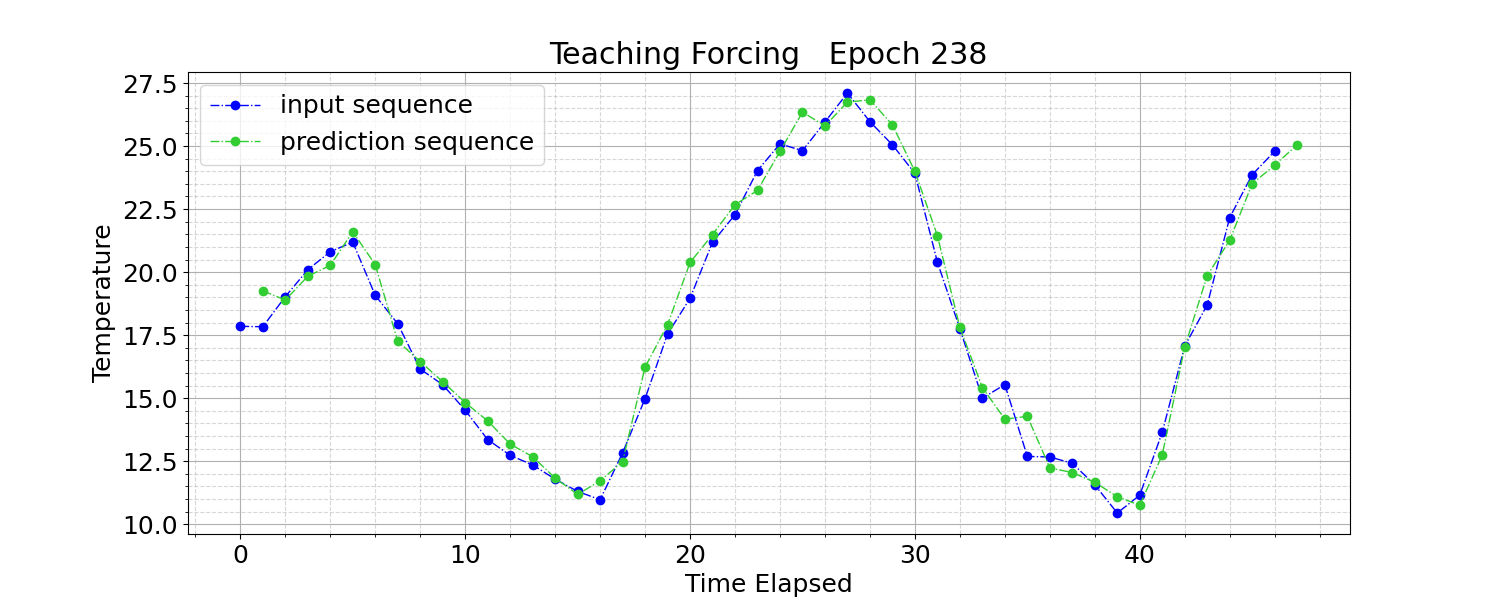 Teaching Forcing   Epoch 238
27.5
25.0
22.5
20.0
17.5
15.0
12.5
10.0
Temperature
input sequence
prediction sequence
0 10 20 30 40
Time Elapsed